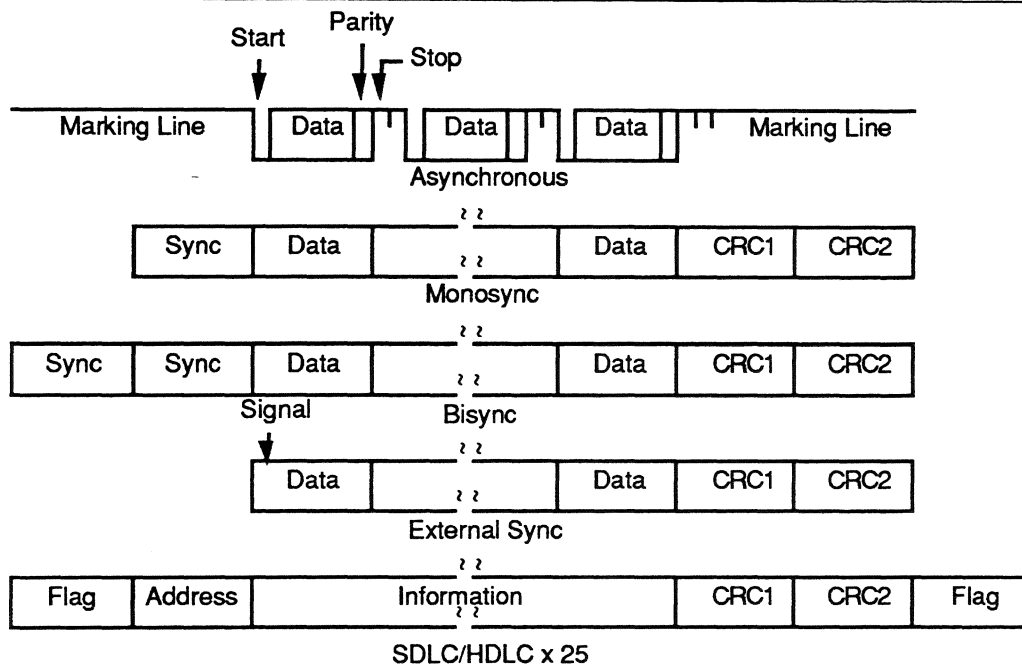 Start
Parity
Stop
Marking Line Data Data Data Marking Line
Asynchronous
Sync Data Data CRC1 CRC2
Monosync
Sync Sync Data Data CRC1 CRC2
Signal
Bisync
Data Data CRC1 CRC2
External Sync
Flag Address Information CRC1 CRC2 Flag
SDLC/HDLC x 25